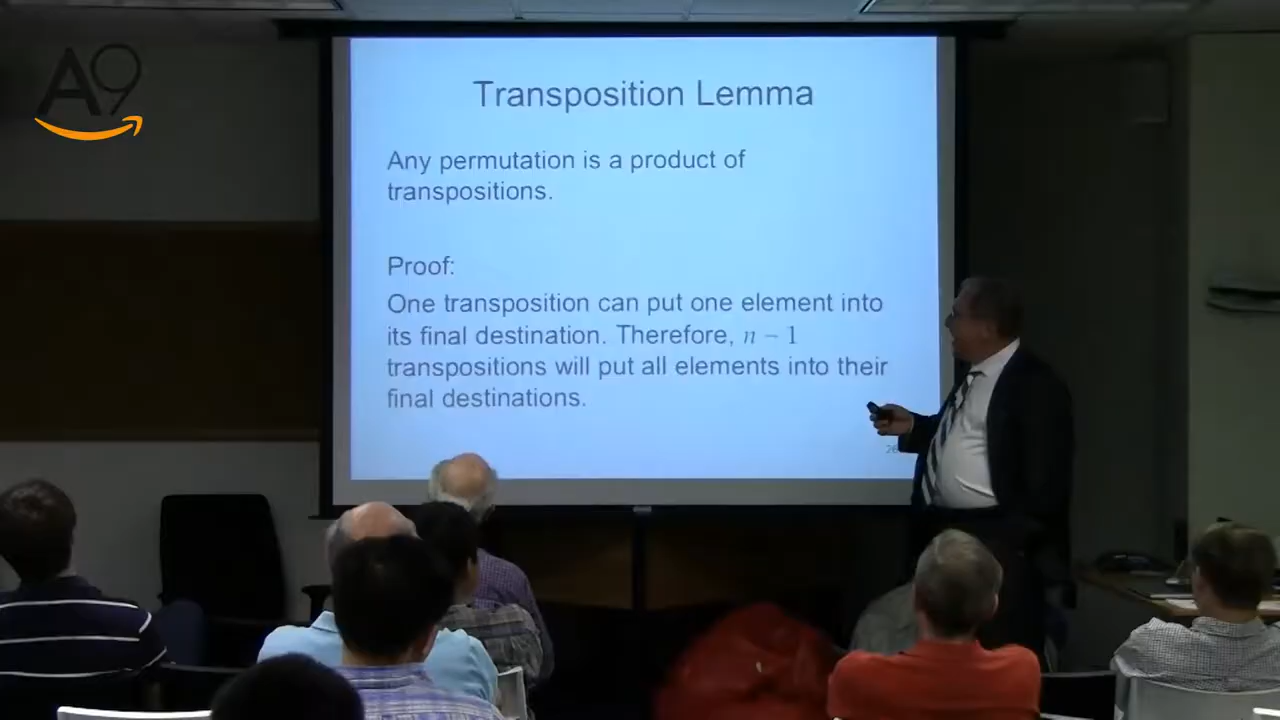 A9
Transposition Lemma
Any permutation is a product of
transpositions.
Proof:
One transposition can put one element into
its final destination. Therefore, n – 1
transpositions will put all elements into their
final destinations.